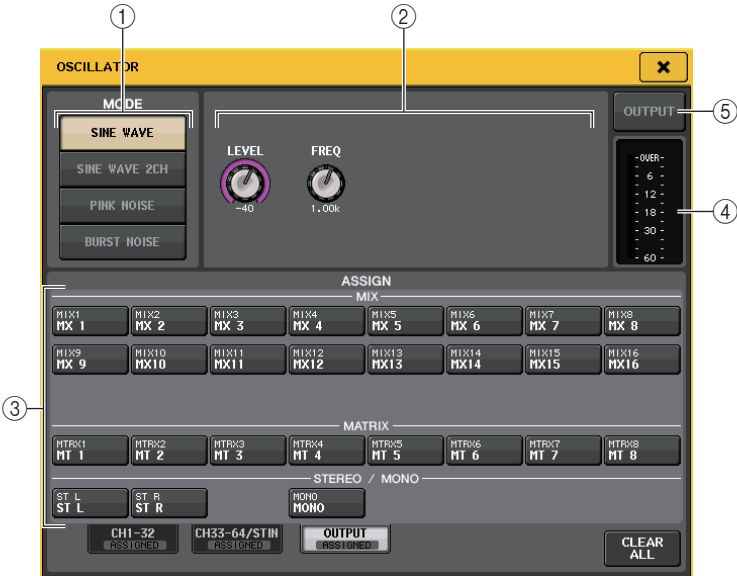 ① ②
OSCILLATOR ×
MODE
SINE WAVE
SINE WAVE 2CH
PINK NOISE
BURST NOISE
LEVEL FREQ
-40 1.00k
OUTPUT ⑤
-OVER-
- 6 -
- 12 -
- 18 - ④
- 30 -
- 60 -
ASSIGN
MIX
MIX1 MIX2 MIX3 MIX4 MIX5 MIX6 MIX7 MIX8
MX 1 MX 2 MX 3 MX 4 MX 5 MX 6 MX 7 MX 8
MIX9 MIX10 MIX11 MIX12 MIX13 MIX14 MIX15 MIX16
MX 9 MX10 MX11 MX12 MX13 MX14 MX15 MX16
③
MATRIX
MTRX1 MTRX2 MTRX3 MTRX4 MTRX5 MTRX6 MTRX7 MTRX8
MT 1 MT 2 MT 3 MT 4 MT 5 MT 6 MT 7 MT 8
STEREO / MONO
ST L ST R MONO
ST L ST R MONO
CH1-32 CH33-64/STIN OUTPUT
ASSIGNED ASSIGNED ASSIGNED
CLEAR
ALL